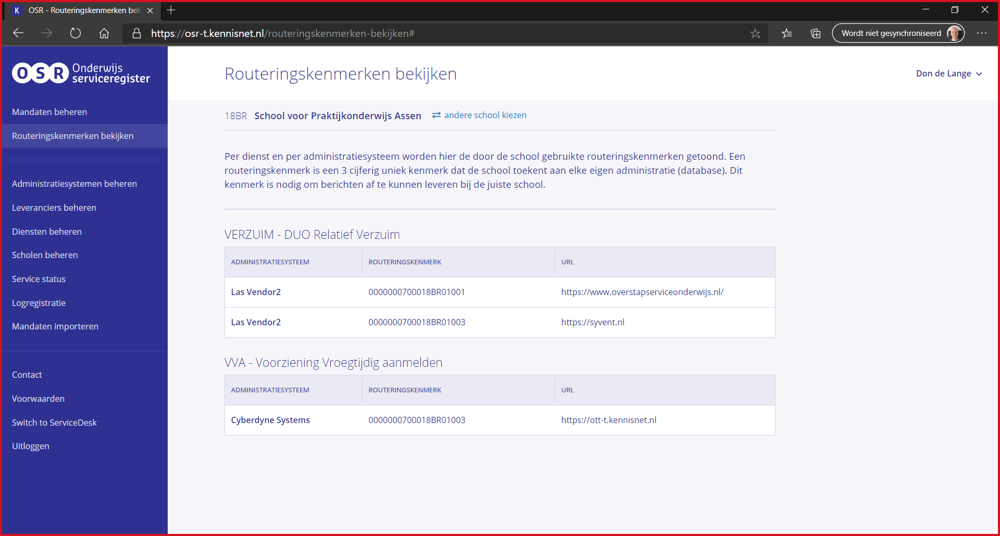 K OSR - Routeringskenmerken bek
https://osr-t.kennisnet.nl/routeringskenmerken-bekijken#
Wordt niet gesynchroniseerd
OSR Onderwijs
serviceregister
Mandaten beheren
Routeringskenmerken bekijken
Administratiesystemen beheren
Leveranciers beheren
Diensten beheren
Scholen beheren
Service status
Logregistratie
Mandaten importeren
Contact
Voorwaarden
Switch to ServiceDesk
Uitloggen
Routeringskenmerken bekijken
Don de Lange
18BR School voor Praktijkonderwijs Assen andere school kiezen
Per dienst en per administratiesysteem worden hier de door de school gebruikte routeringskenmerken getoond. Een
routeringskenmerk is een 3 cijferig uniek kenmerk dat de school toekent aan elke eigen administratie (database). Dit
kenmerk is nodig om berichten af te kunnen leveren bij de juiste school.
VERZUIM - DUO Relatief Verzuim
ADMINISTRATIESYSTEEM ROUTERINGSKENMERK URL
Las Vendor2 0000000700018BR01001 https://www.overstapserviceonderwijs.nl/
Las Vendor2 0000000700018BR01003 https://syvent.nl
VVA - Voorziening Vroegtijdig aanmelden
ADMINISTRATIESYSTEEM ROUTERINGSKENMERK URL
Cyberdyne Systems 0000000700018BR01003 https://ott-t.kennisnet.nl